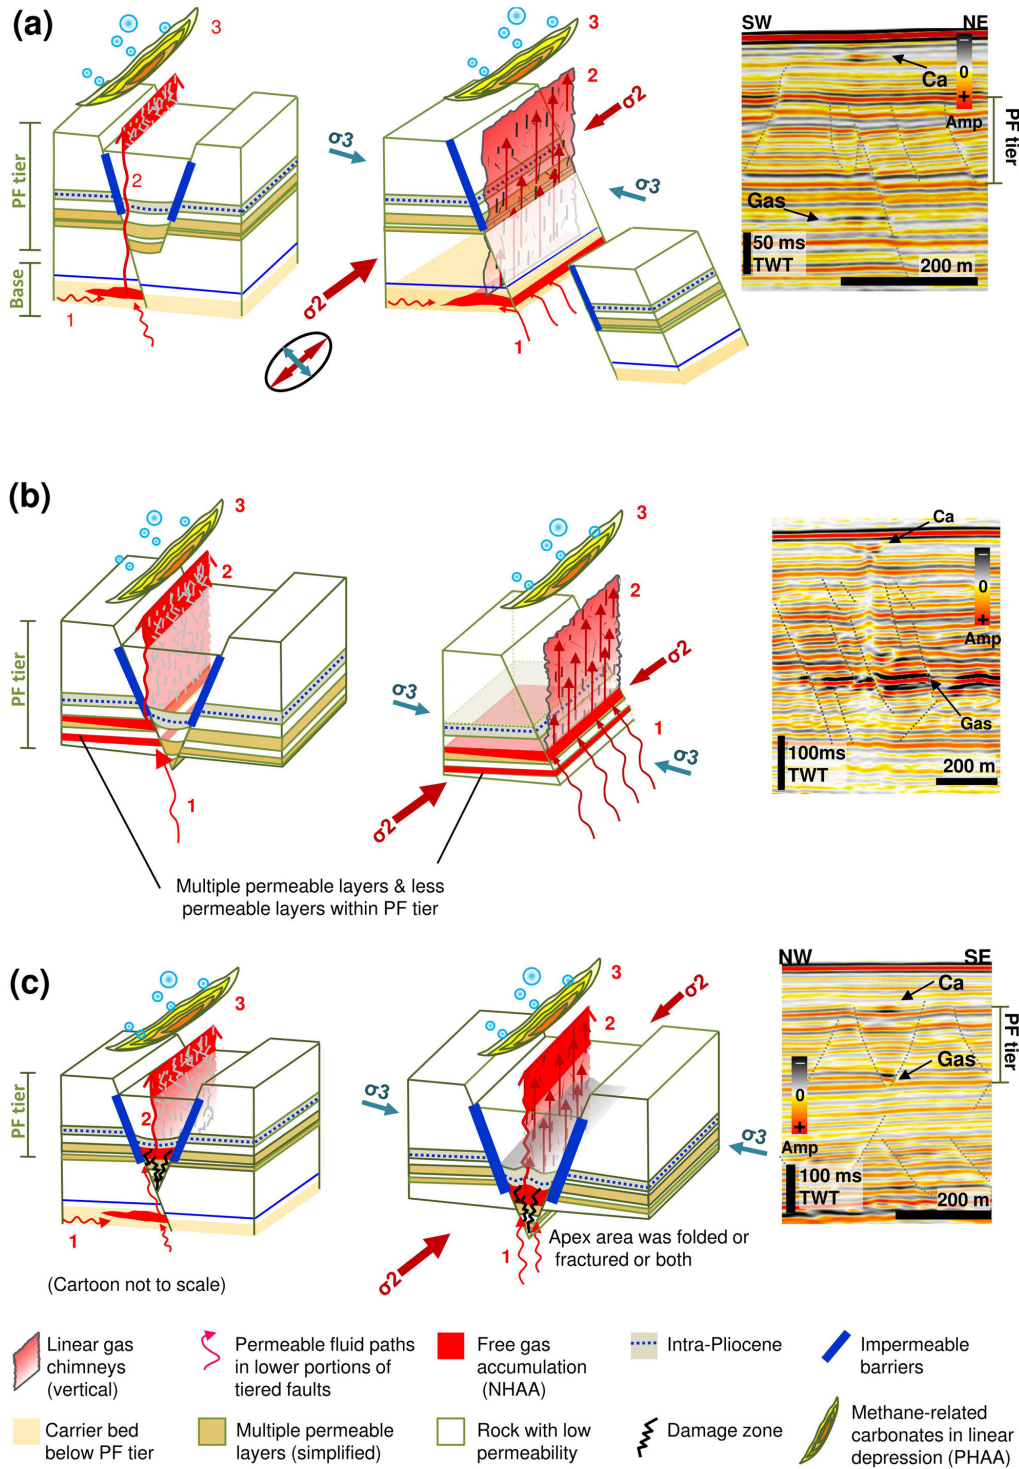 (a)
3
2
1
PF tier
Base
3
2
σ2
σ3
σ3
σ2
1
SW
NE
Ca
–
0
+
Amp
PF tier
Gas
50 ms
TWT
200 m
(b)
3
2
PF tier
1
3
2
σ2
σ3
1
σ3
σ2
Ca
–
0
+
Amp
Gas
100ms
TWT
200 m
Multiple permeable layers & less
permeable layers within PF tier
(c)
3
2
PF tier
1
3
σ2
2
σ3
σ3
1
σ2
NW
SE
Ca
PF tier
Gas
–
0
+
Amp
100 ms
TWT
200 m
Apex area was folded or
fractured or both
(Cartoon not to scale)
Linear gas
chimneys
(vertical)
Permeable fluid paths
in lower portions of
tiered faults
Free gas
accumulation
(NHAA)
Intra-Pliocene
Impermeable
barriers
Carrier bed
below PF tier
Multiple permeable
layers (simplified)
Rock with low
permeability
Damage zone
Methane-related
carbonates in linear
depression (PHAA)